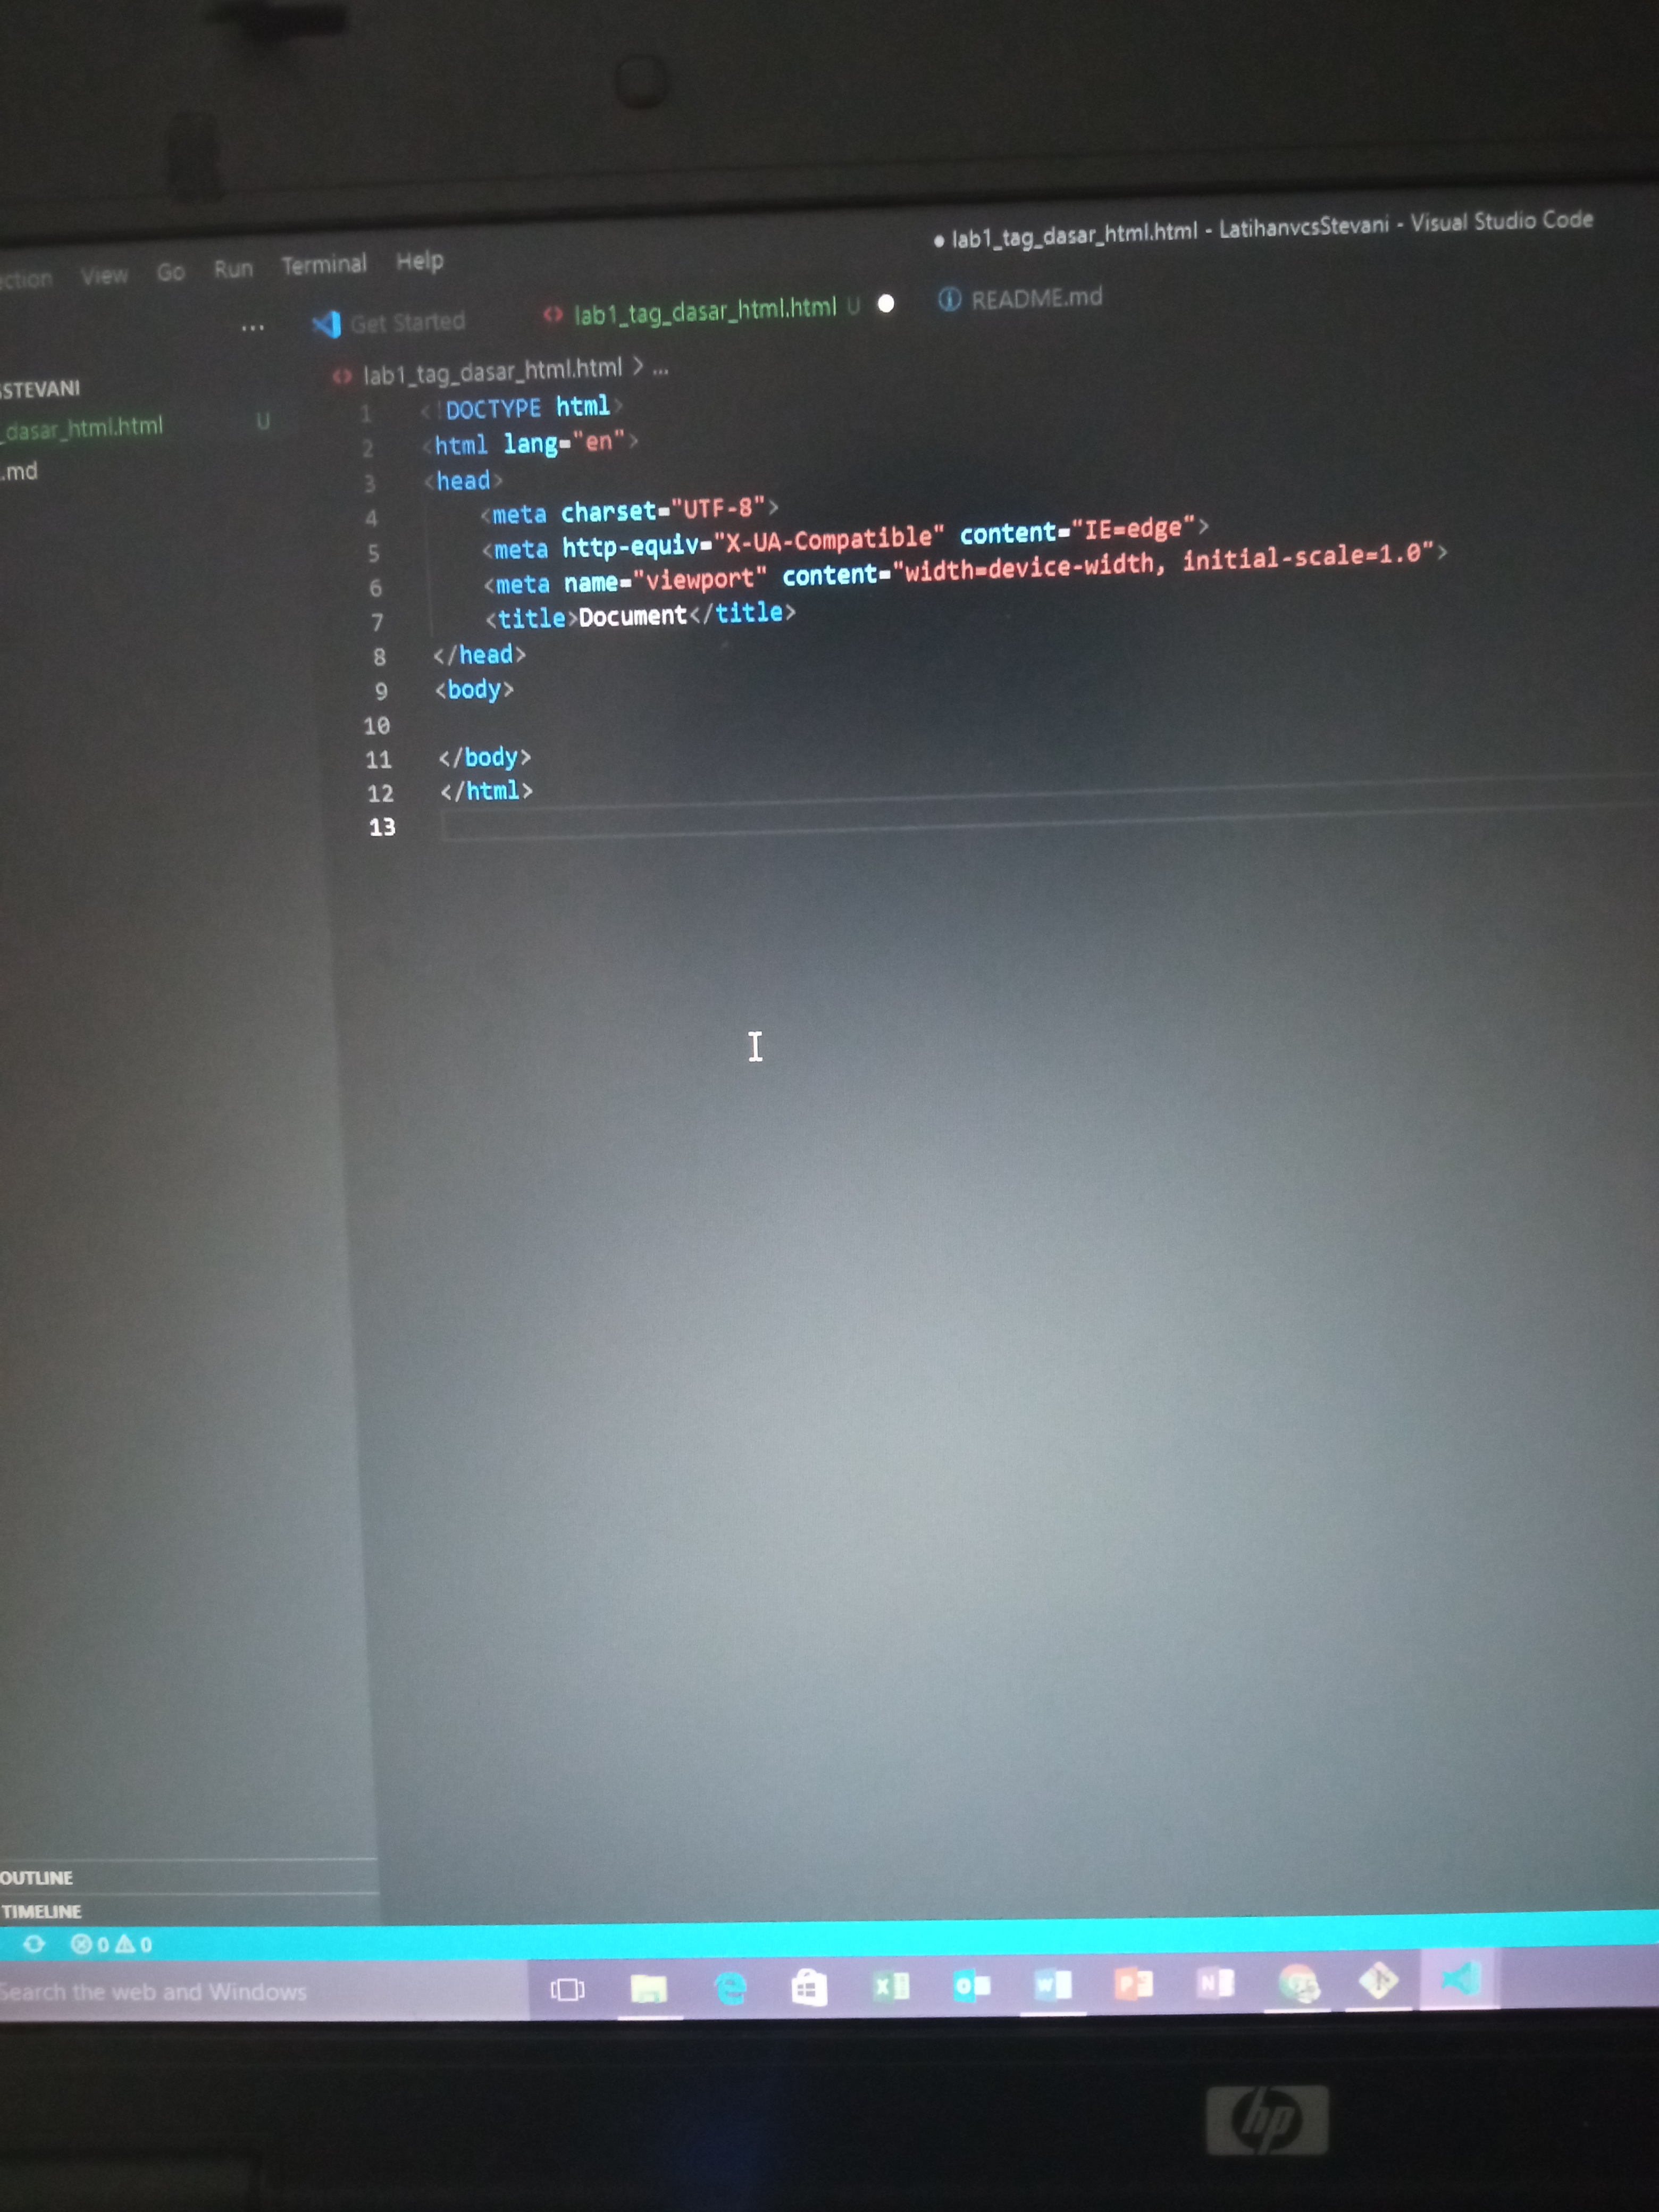 View Go Run Terminal Help
● lab1_tag_dasar_html.html - LatihanvcsStevani - Visual Studio Code
... Get Started
<> lab1_tag_dasar_html.html U ●
README.md
STEVANI
_dasar_html.html U
.md
<> lab1_tag_dasar_html.html > ...
1 <!DOCTYPE html>
2 <html lang="en">
3 <head>
4 <meta charset="UTF-8">
5 <meta http-equiv="X-UA-Compatible" content="IE=edge">
6 <meta name="viewport" content="width=device-width, initial-scale=1.0">
7 <title>Document</title>
8 </head>
9 <body>
10
11 </body>
12 </html>
13
OUTLINE
TIMELINE
0 0
Search the web and Windows
hp